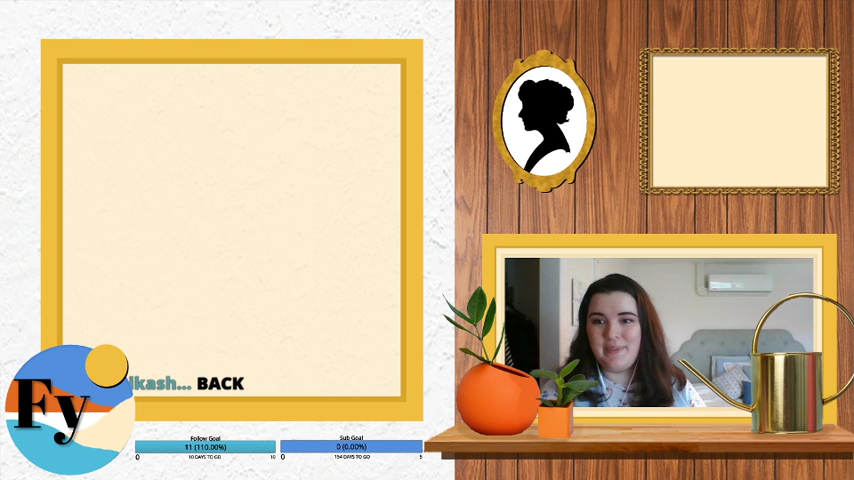 lkash... BACK
Fy
Follow Goal
11 (110.00%)
0
10 DAYS TO GO
10
Sub Goal
0 (0.00%)
0
194 DAYS TO GO
5